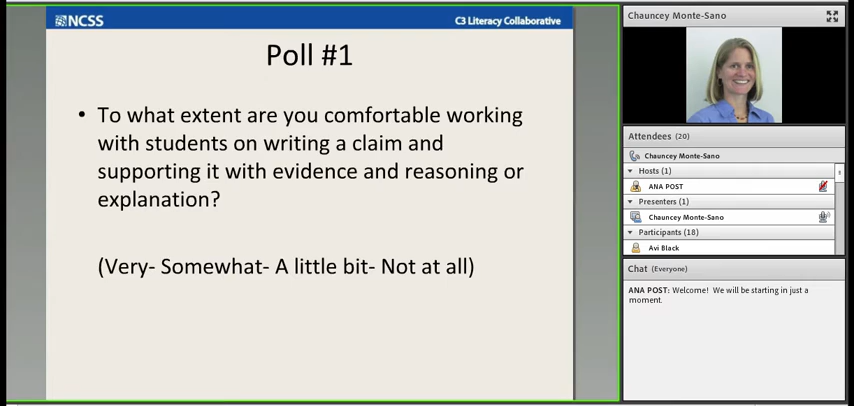 NCSS
C3 Literacy Collaborative
Poll #1
• To what extent are you comfortable working
with students on writing a claim and
supporting it with evidence and reasoning or
explanation?
(Very- Somewhat- A little bit- Not at all)
Chauncey Monte-Sano
Attendees (20)
Chauncey Monte-Sano
Hosts (1)
ANA POST
Presenters (1)
Chauncey Monte-Sano
Participants (18)
Avi Black
Chat (Everyone)
ANA POST: Welcome! We will be starting in just a
moment.